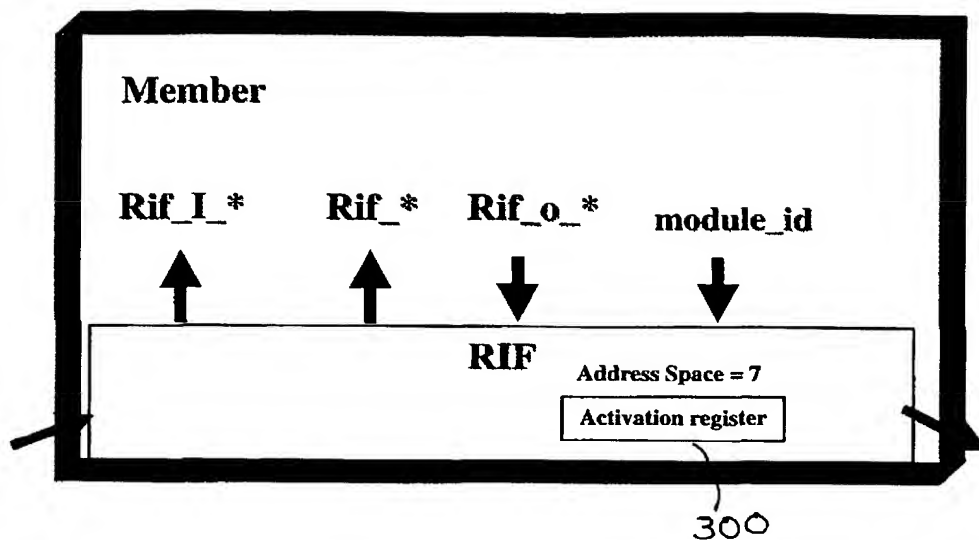 Member
Rif_I_* Rif_* Rif_o_* module_id
RIF
Address Space = 7
Activation register
300